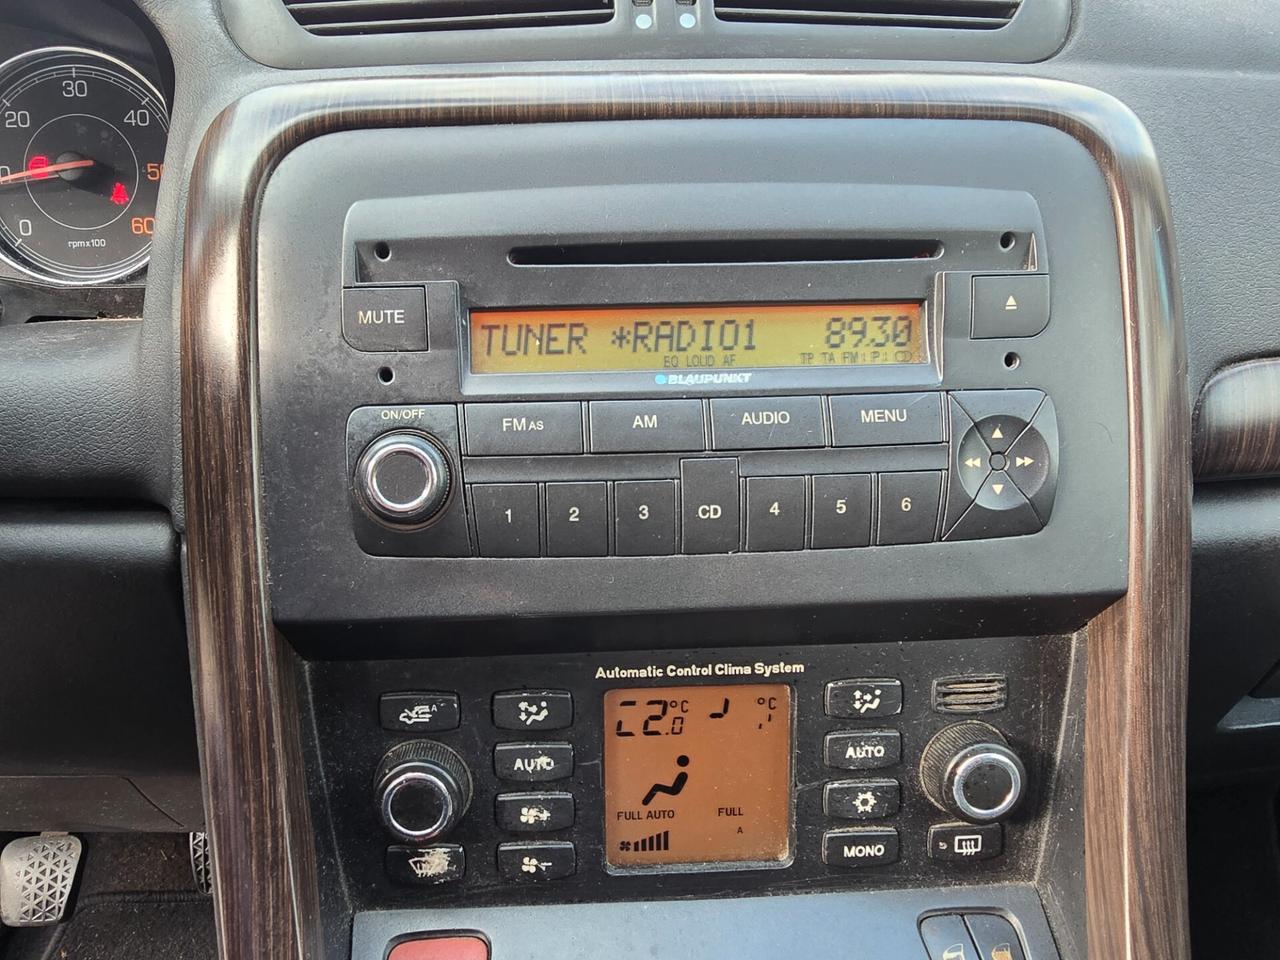 30
20
40
50
60
0
rpmx100
MUTE
TUNER *RADIO1 89.30
EQ LOUD AF TP TA FM
BLAUPUNKT
ON/OFF
FM AS AM AUDIO MENU
1 2 3 CD 4 5 6
Automatic Control Clima System
°C °C
A
AUTO AUTO
FULL AUTO FULL
A
MONO